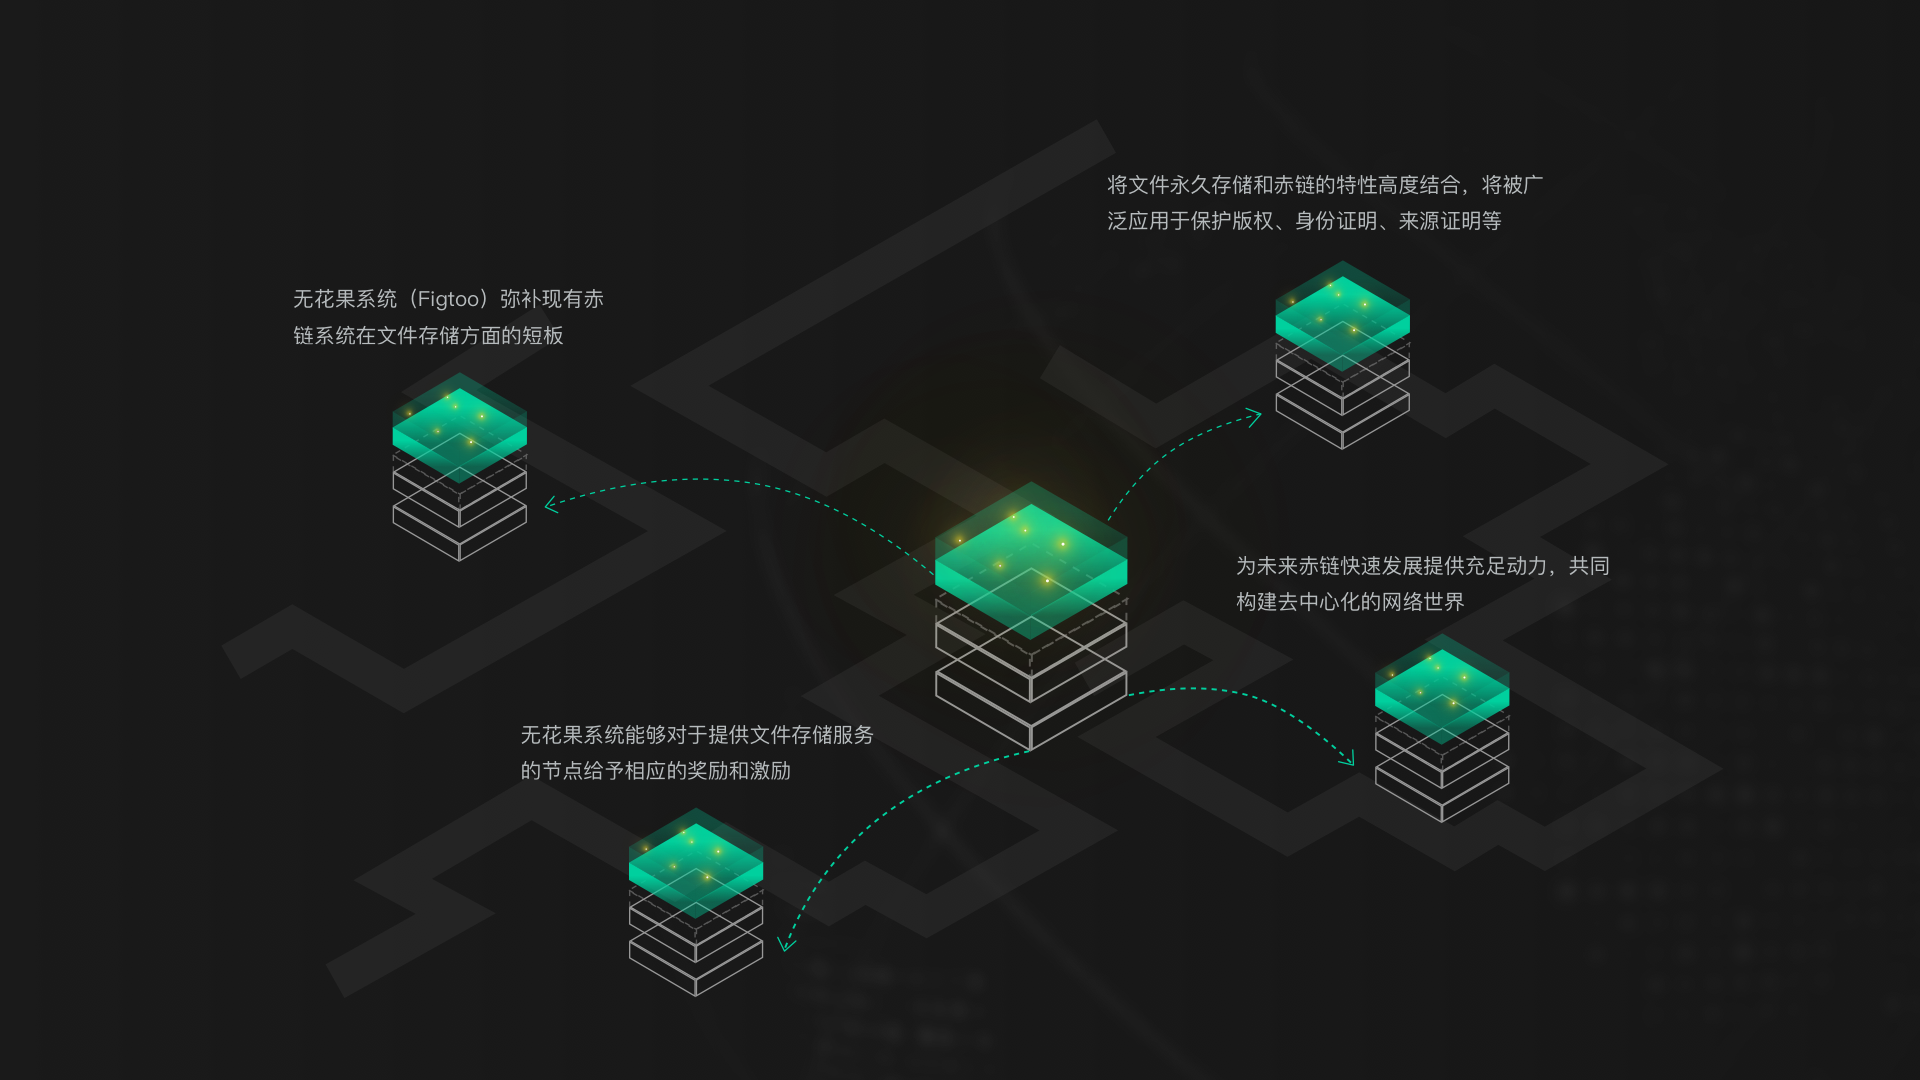 将文件永久存储和赤链的特性高度结合，将被广
泛应用于保护版权、身份证明、来源证明等
无花果系统（Figtoo）弥补现有赤
链系统在文件存储方面的短板
为未来赤链快速发展提供充足动力，共同
构建去中心化的网络世界
无花果系统能够对于提供文件存储服务
的节点给予相应的奖励和激励